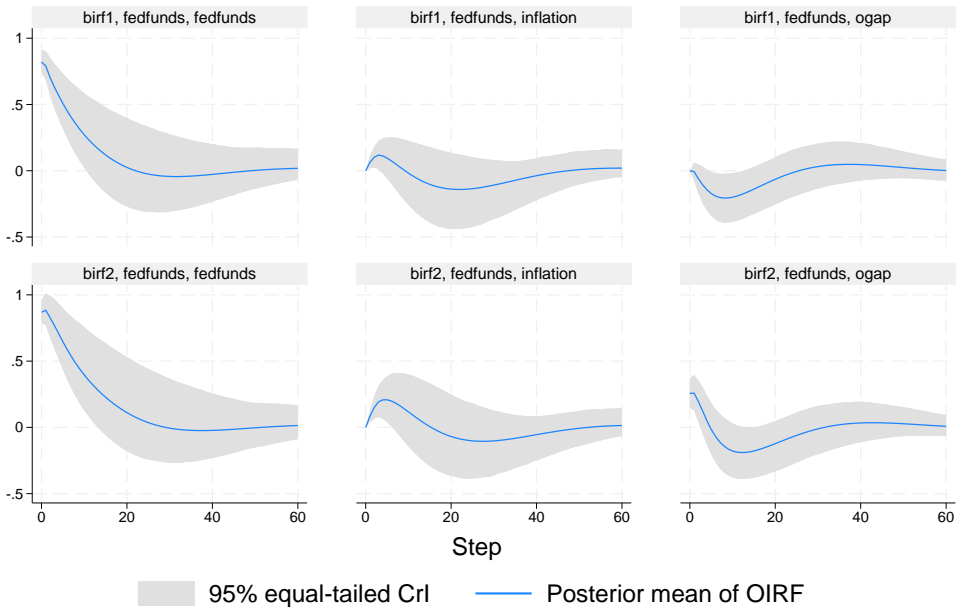 birf1, fedfunds, fedfunds
birf1, fedfunds, inflation
birf1, fedfunds, ogap
1
.5
0
-.5
birf2, fedfunds, fedfunds
birf2, fedfunds, inflation
birf2, fedfunds, ogap
1
.5
0
-.5
0 20 40 60
0 20 40 60
0 20 40 60
Step
95% equal-tailed CrI
Posterior mean of OIRF